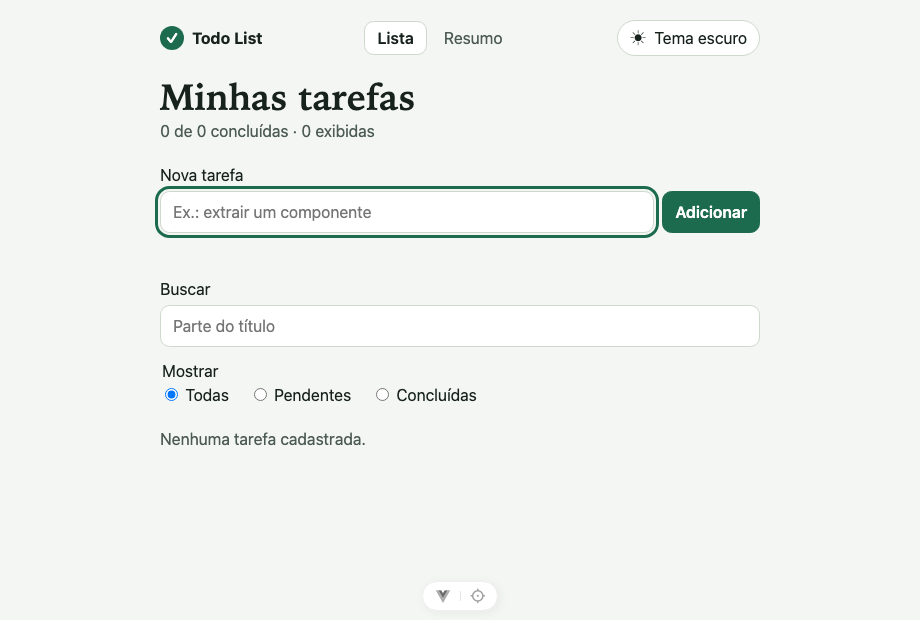 Todo List
Lista
Resumo
Tema escuro
Minhas tarefas
0 de 0 concluídas · 0 exibidas
Nova tarefa
Ex.: extrair um componente
Adicionar
Buscar
Parte do título
Mostrar
Todas
Pendentes
Concluídas
Nenhuma tarefa cadastrada.